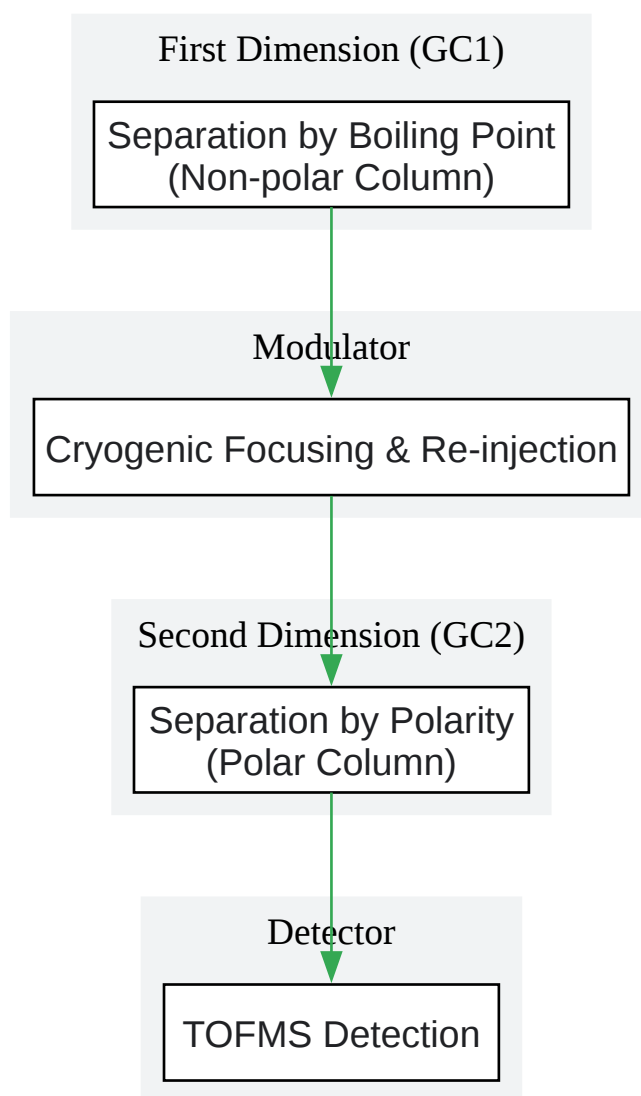 First Dimension (GC1)
Separation by Boiling Point
(Non-polar Column)
Modulator
Cryogenic Focusing & Re-injection
Second Dimension (GC2)
Separation by Polarity
(Polar Column)
Detector
TOFMS Detection